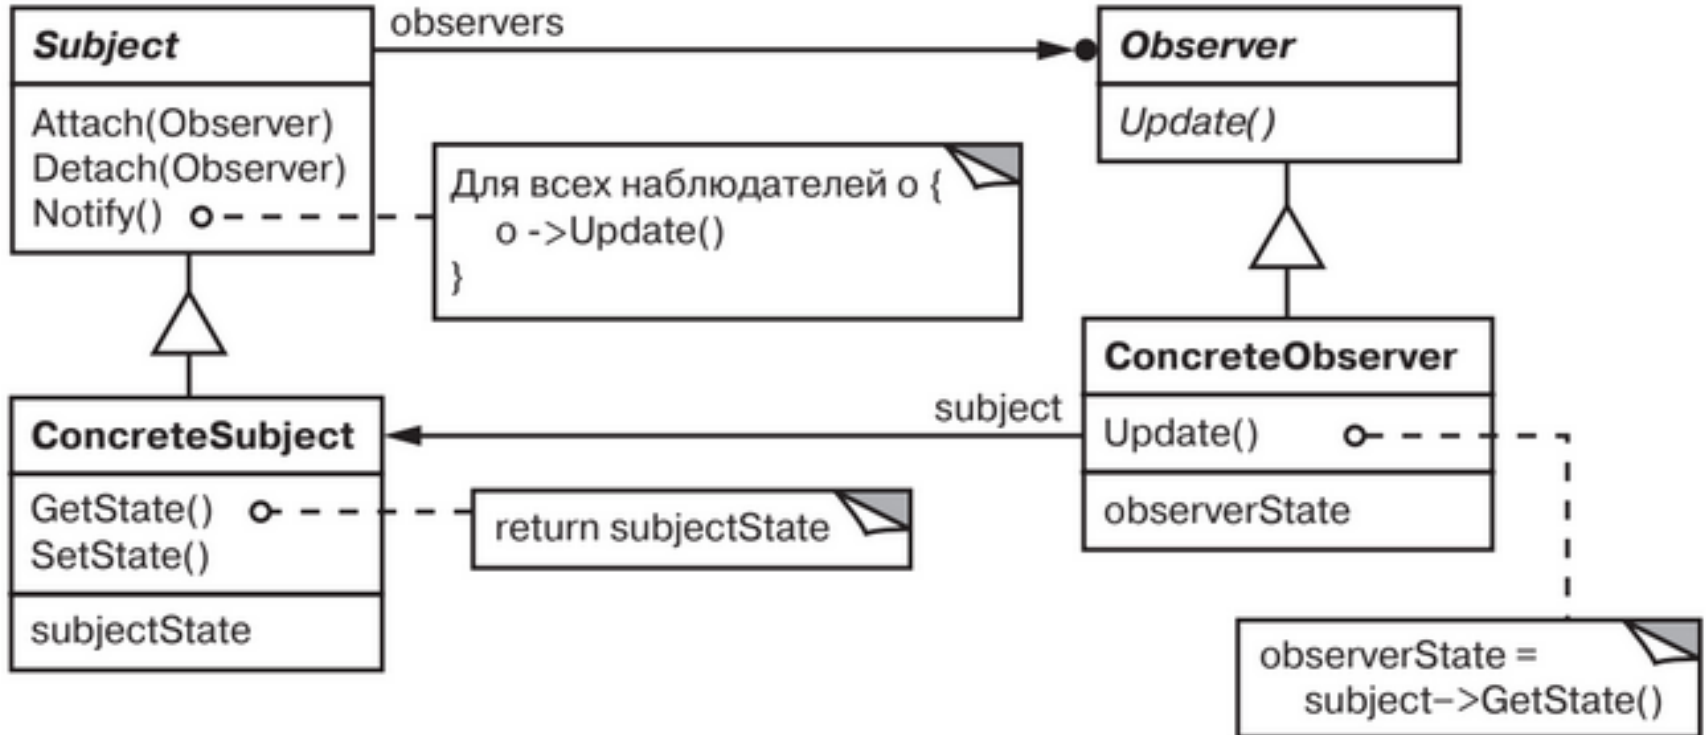 Subject
Attach(Observer)
Detach(Observer)
Notify()
observers
Observer
Update()
Для всех наблюдателей o {
o ->Update()
}
ConcreteSubject
GetState()
SetState()
subjectState
return subjectState
subject
ConcreteObserver
Update()
observerState
observerState =
subject–>GetState()